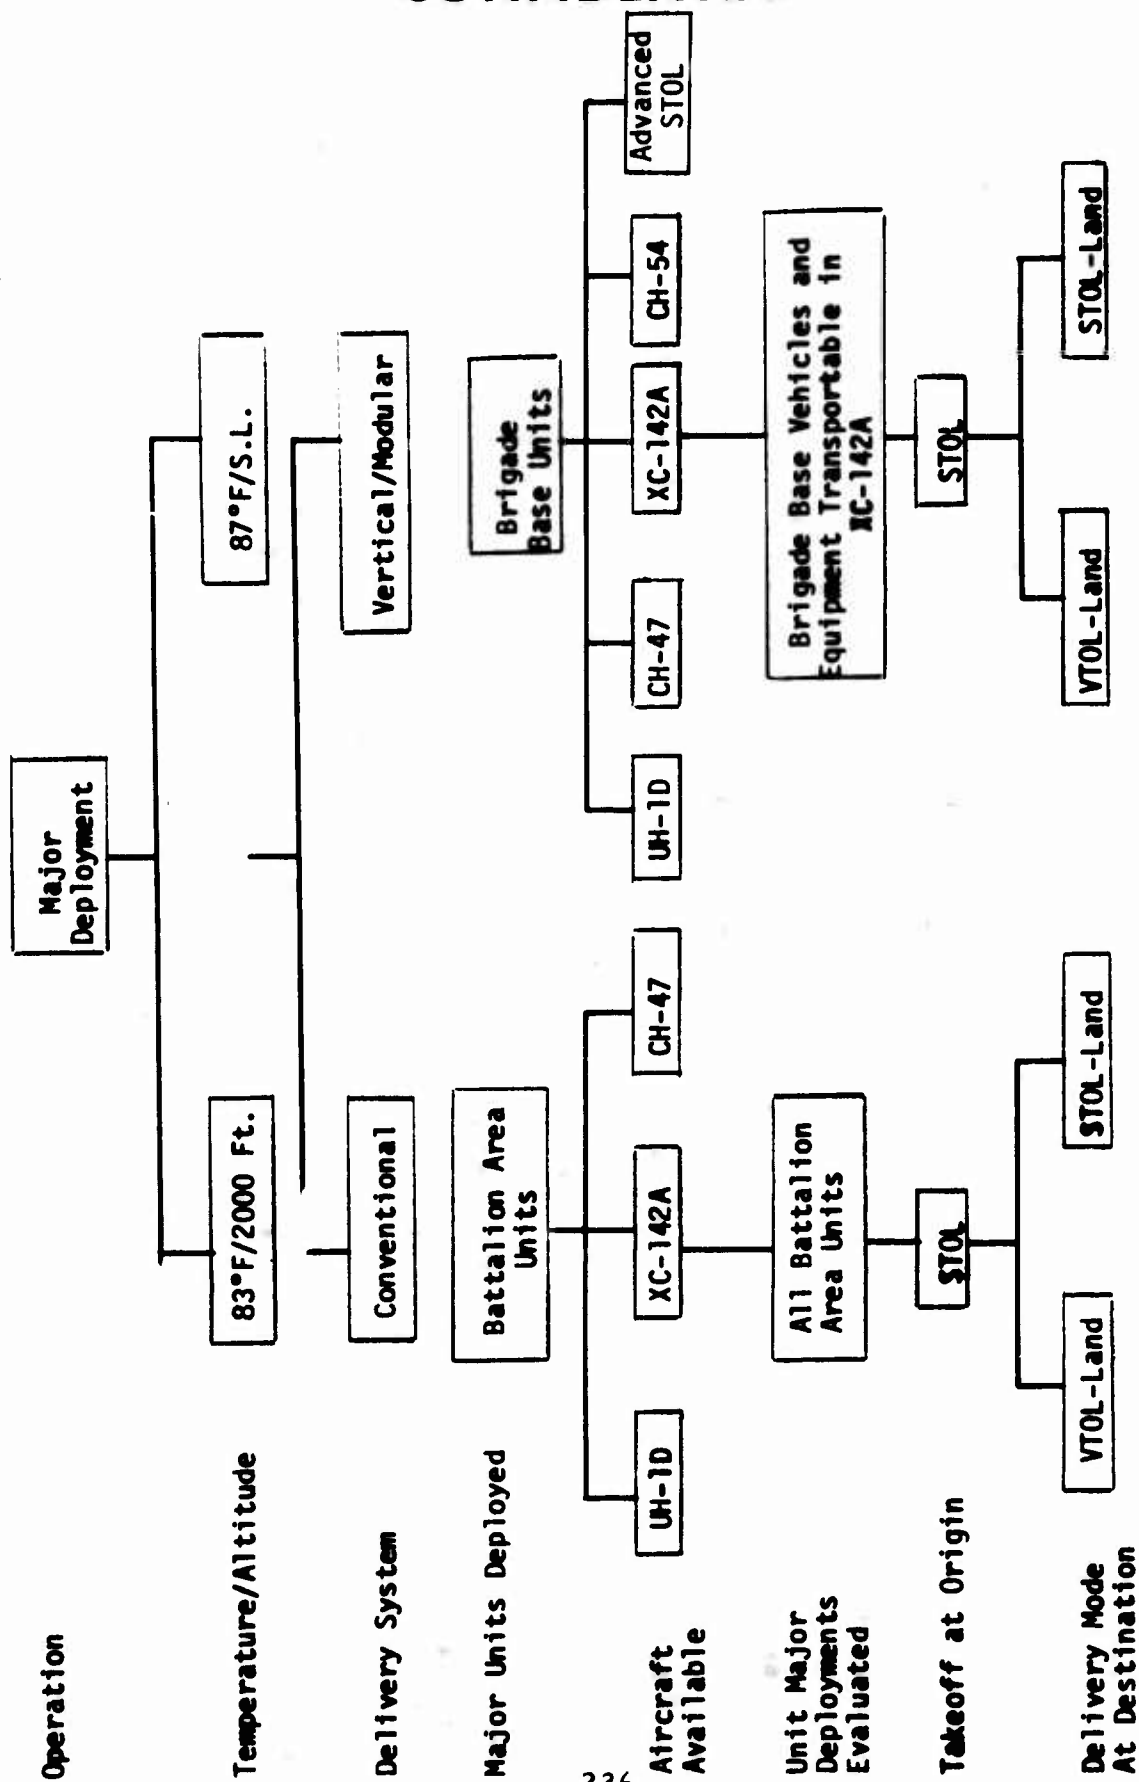 Operation
Major
Deployment
Temperature/Altitude
83°F/2000 Ft.
87°F/S.L.
Delivery System
Conventional
Vertical/Modular
Major Units Deployed
Battalion Area
Units
Brigade
Base Units
Aircraft
Available
UH-1D
XC-142A
CH-47
UH-1D
CH-47
XC-142A
CH-54
Advanced
STOL
Unit Major
Deployments
Evaluated
All Battalion
Area Units
Brigade Base Vehicles and
Equipment Transportable in
XC-142A
Takeoff at Origin
STOL
STOL
Delivery Mode
At Destination
VTOL-Land
STOL-Land
VTOL-Land
STOL-Land